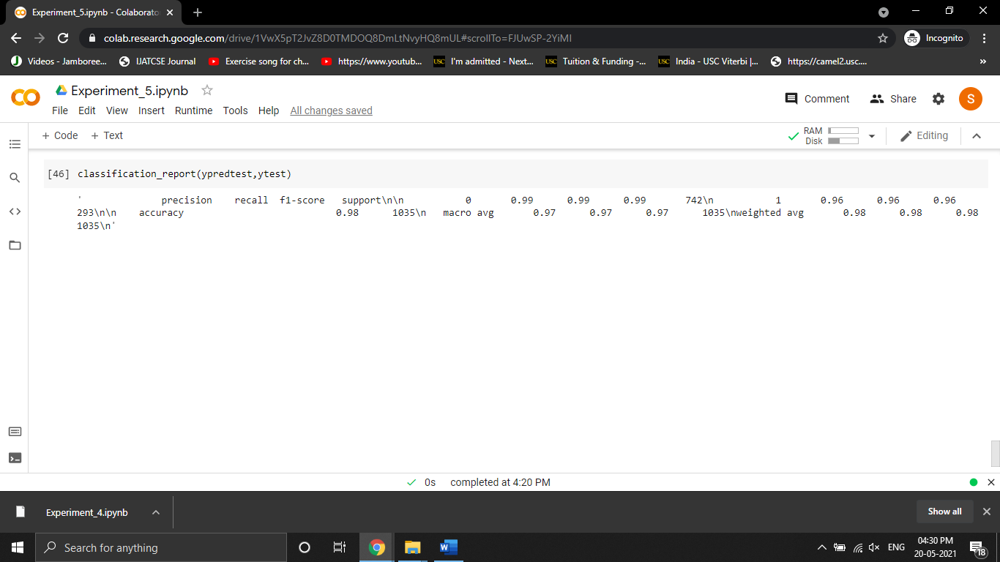 Experiment_5.ipynb - Colaborato
colab.research.google.com/drive/1VwX5pT2JvZ8D0TMDOQ8DmLtNvyHQ8mUL#scrollTo=FJUwSP-2YiMI
Incognito
Videos - Jamboree... IJATCSE Journal Exercise song for ch... https://www.youtub... USC I'm admitted - Next... USC Tuition & Funding -... USC India - USC Viterbi |... https://camel2.usc.... »
Experiment_5.ipynb
Comment Share S
File Edit View Insert Runtime Tools Help All changes saved
+ Code + Text
RAM
Disk
Editing
[46] classification_report(ypredtest,ytest)
' precision recall f1-score support\n\n 0 0.99 0.99 0.99 742\n 1 0.96 0.96 0.96
293\n\n accuracy 0.98 1035\n macro avg 0.97 0.97 0.97 1035\nweighted avg 0.98 0.98 0.98
1035\n'
0s completed at 4:20 PM
Experiment_4.ipynb
Show all
Search for anything
W
ENG
04:30 PM
20-05-2021
18